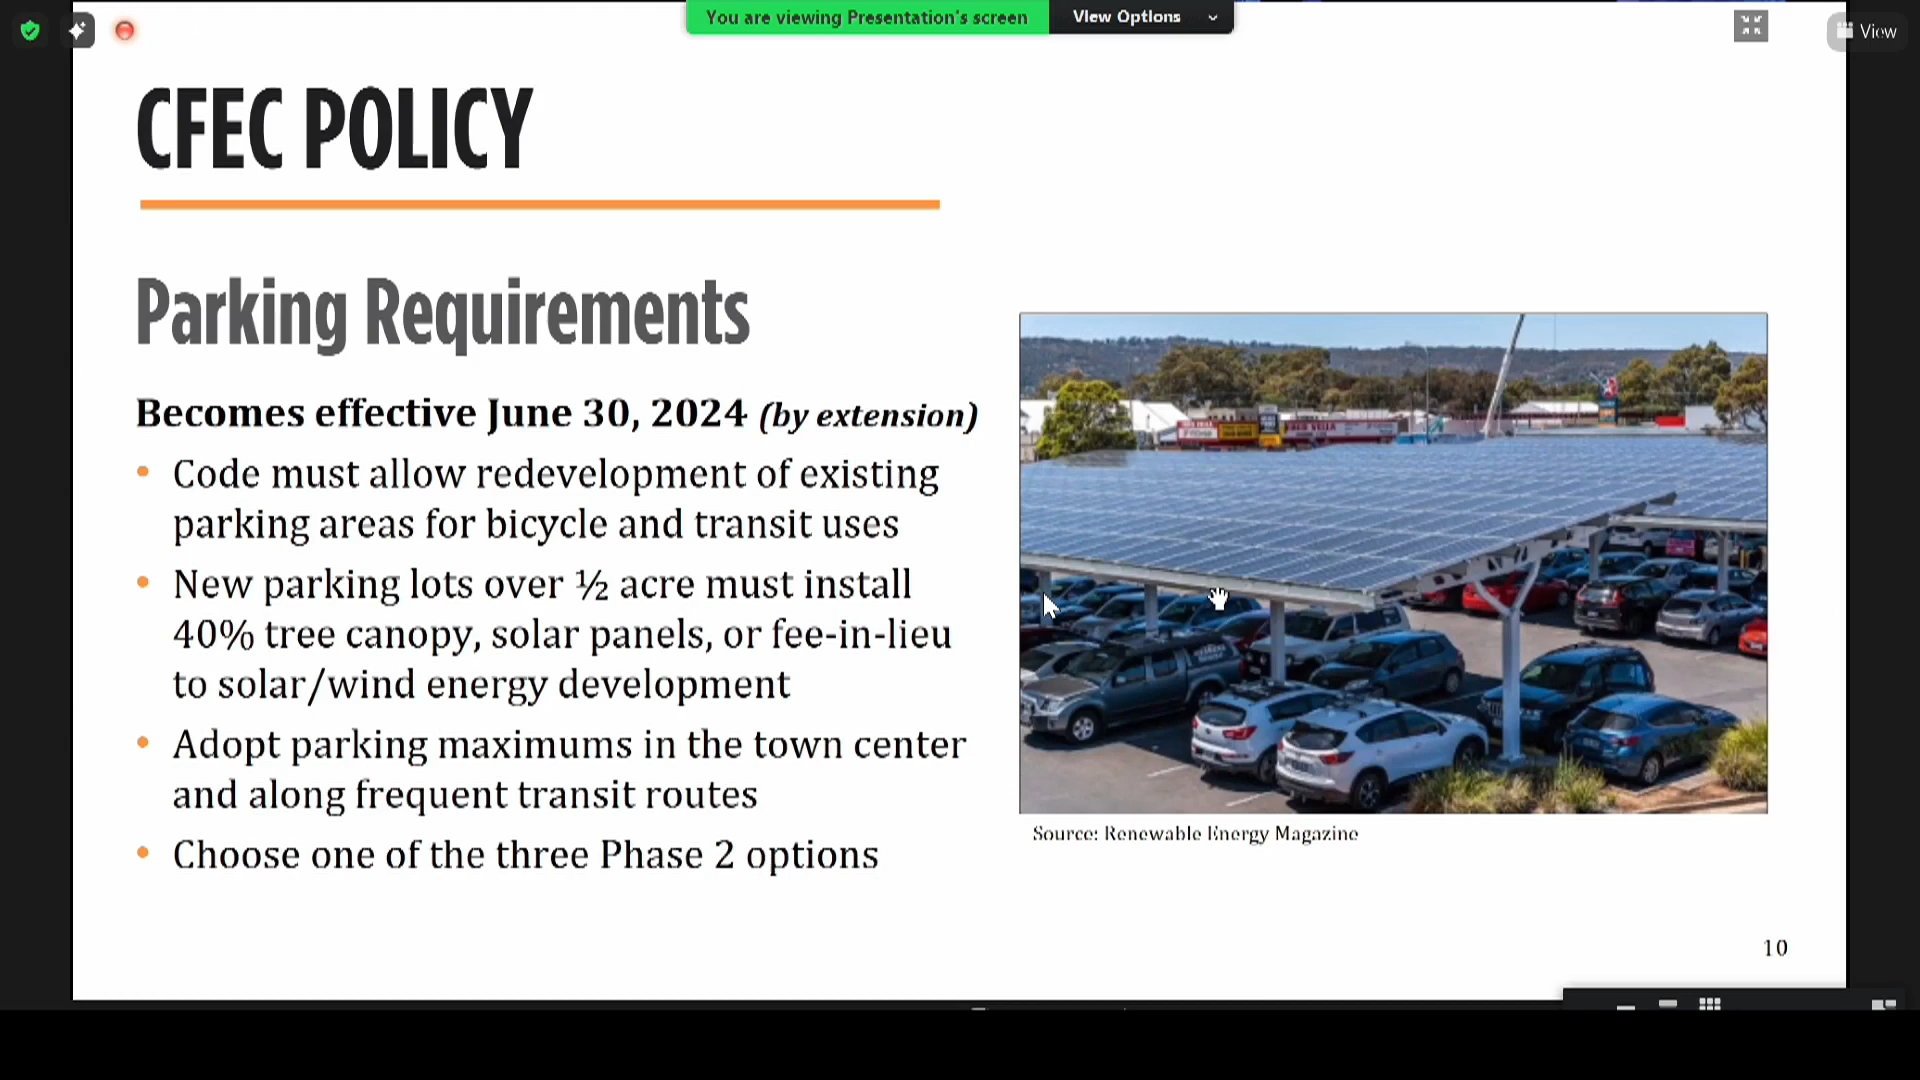 You are viewing Presentation's screen
View Options
View
CFEC POLICY
Parking Requirements
Becomes effective June 30, 2024 (by extension)
• Code must allow redevelopment of existing
parking areas for bicycle and transit uses
• New parking lots over ½ acre must install
40% tree canopy, solar panels, or fee-in-lieu
to solar/wind energy development
• Adopt parking maximums in the town center
and along frequent transit routes
• Choose one of the three Phase 2 options
Source: Renewable Energy Magazine
10